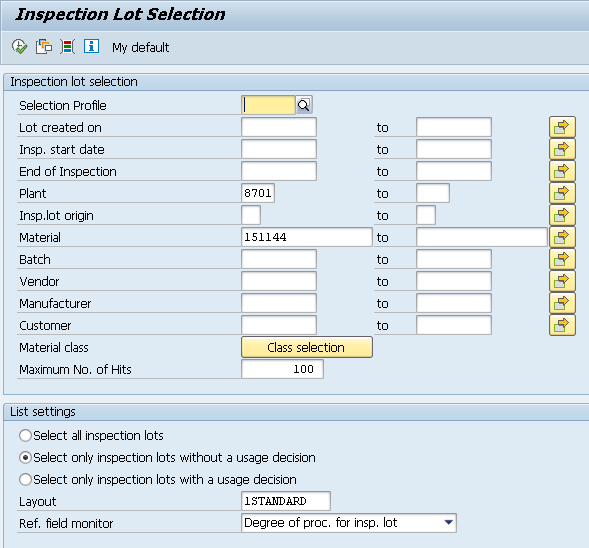 Inspection Lot Selection
My default
Inspection lot selection
Selection Profile
Lot created on to
Insp. start date to
End of Inspection to
Plant 8701 to
Insp.lot origin to
Material 151144 to
Batch to
Vendor to
Manufacturer to
Customer to
Material class Class selection
Maximum No. of Hits 100
List settings
Select all inspection lots
Select only inspection lots without a usage decision
Select only inspection lots with a usage decision
Layout 1STANDARD
Ref. field monitor Degree of proc. for insp. lot